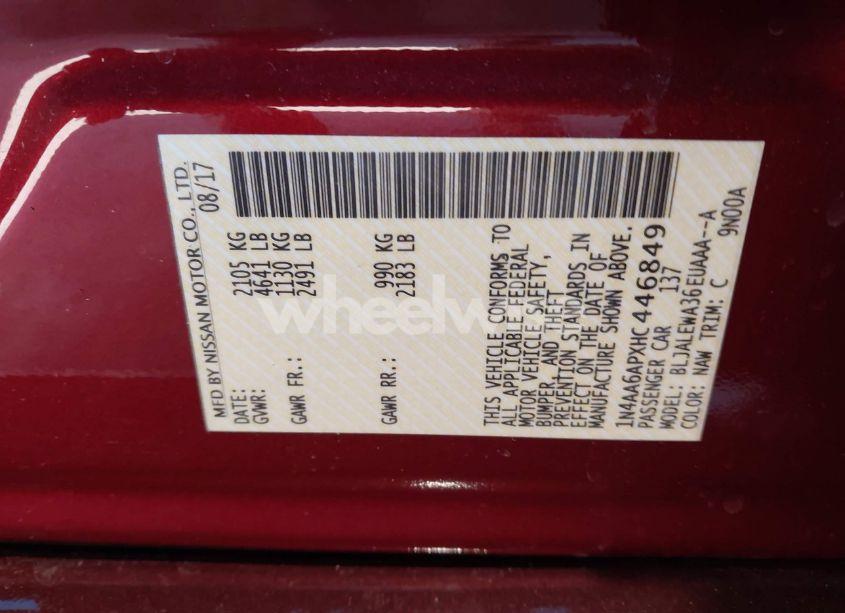 MFD BY NISSAN MOTOR CO., LTD.
DATE: 08/17
GVWR: 2105 KG
4641 LB
GAWR FR.: 1130 KG
2491 LB
GAWR RR.: 990 KG
2183 LB
THIS VEHICLE CONFORMS TO
ALL APPLICABLE FEDERAL
MOTOR VEHICLE SAFETY,
BUMPER, AND THEFT
PREVENTION STANDARDS IN
EFFECT ON THE DATE OF
MANUFACTURE SHOWN ABOVE.
1N4AA6APXHC446849
PASSENGER CAR 137
MODEL: BLJALEWA36EUAAA--A
COLOR: NAW TRIM: C 9N00A